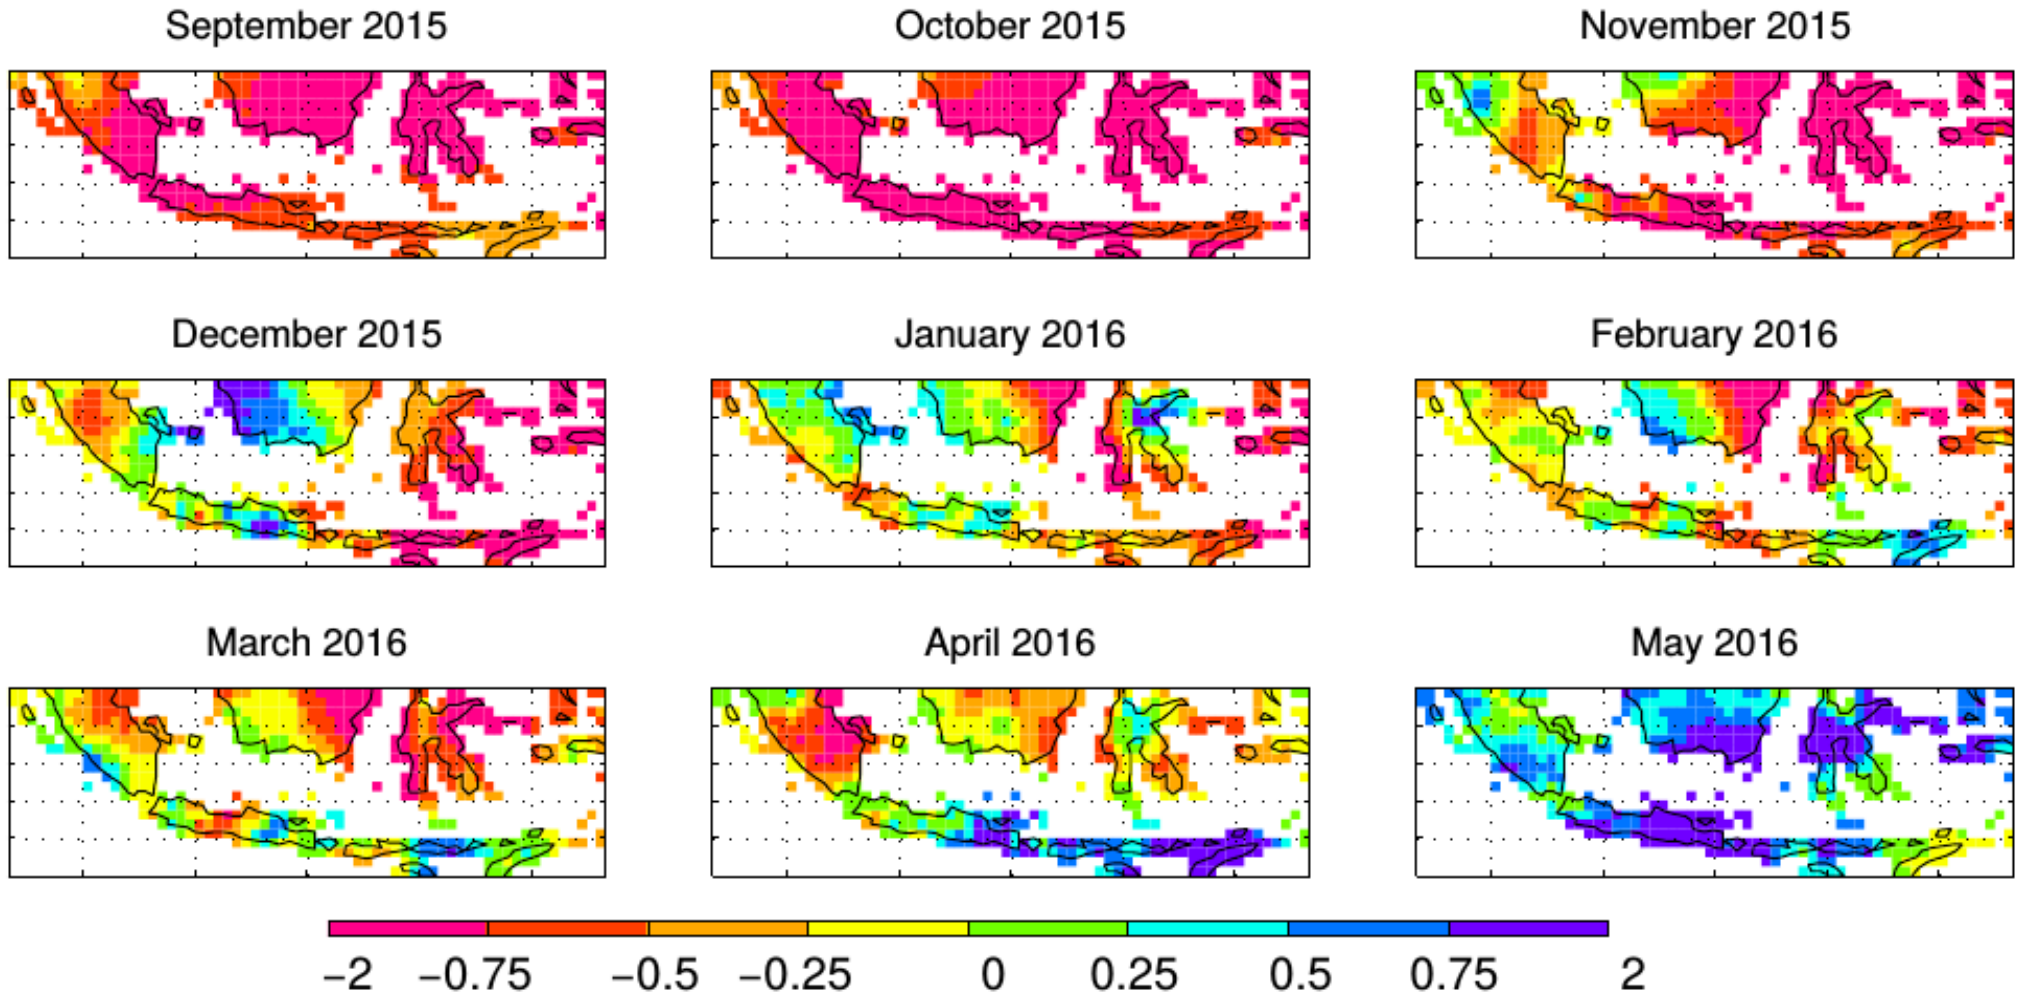 September 2015
October 2015
November 2015
December 2015
January 2016
February 2016
March 2016
April 2016
May 2016
−2 −0.75 −0.5 −0.25 0 0.25 0.5 0.75 2